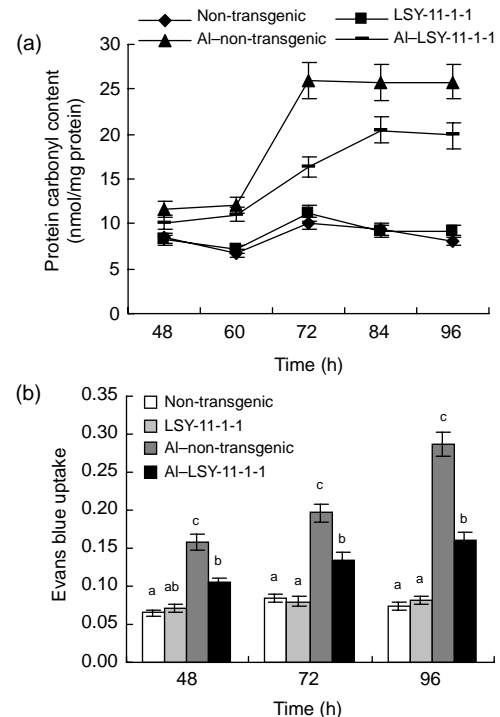 (a)
Non-transgenic LSY-11-1-1
Al–non-transgenic Al–LSY-11-1-1
Protein carbonyl content
(nmol/mg protein)
30
25
20
15
10
5
0
48 60 72 84 96
Time (h)
(b)
Evans blue uptake
0.35
0.30
0.25
0.20
0.15
0.10
0.05
0.00
Non-transgenic
LSY-11-1-1
Al–non-transgenic
Al–LSY-11-1-1
a ab c b
a a c b
a a c b
48 72 96
Time (h)